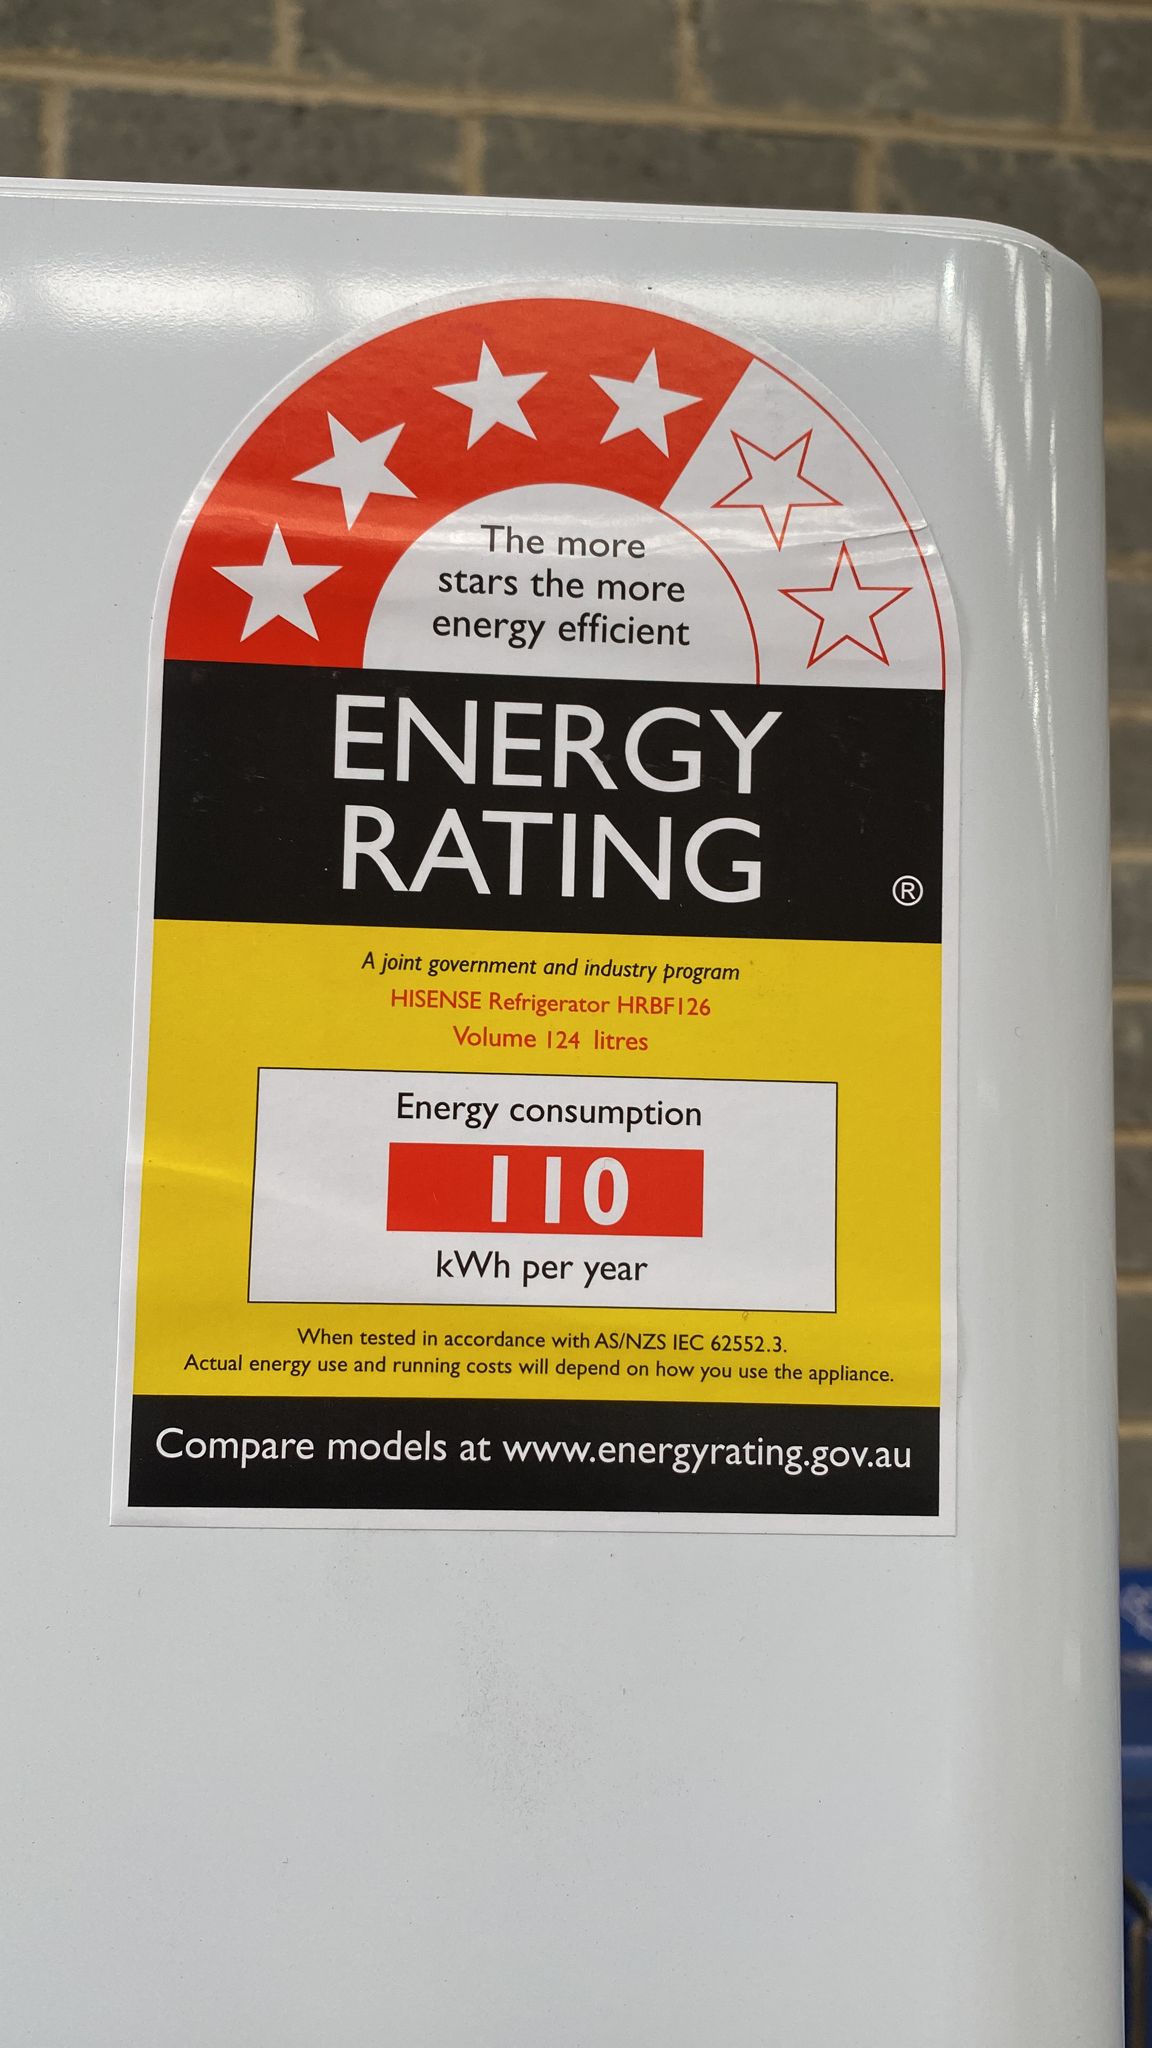 The more
stars the more
energy efficient
ENERGY
RATING
®
A joint government and industry program
HISENSE Refrigerator HRBF126
Volume 124 litres
Energy consumption
110
kWh per year
When tested in accordance with AS/NZS IEC 62552.3.
Actual energy use and running costs will depend on how you use the appliance.
Compare models at www.energyrating.gov.au